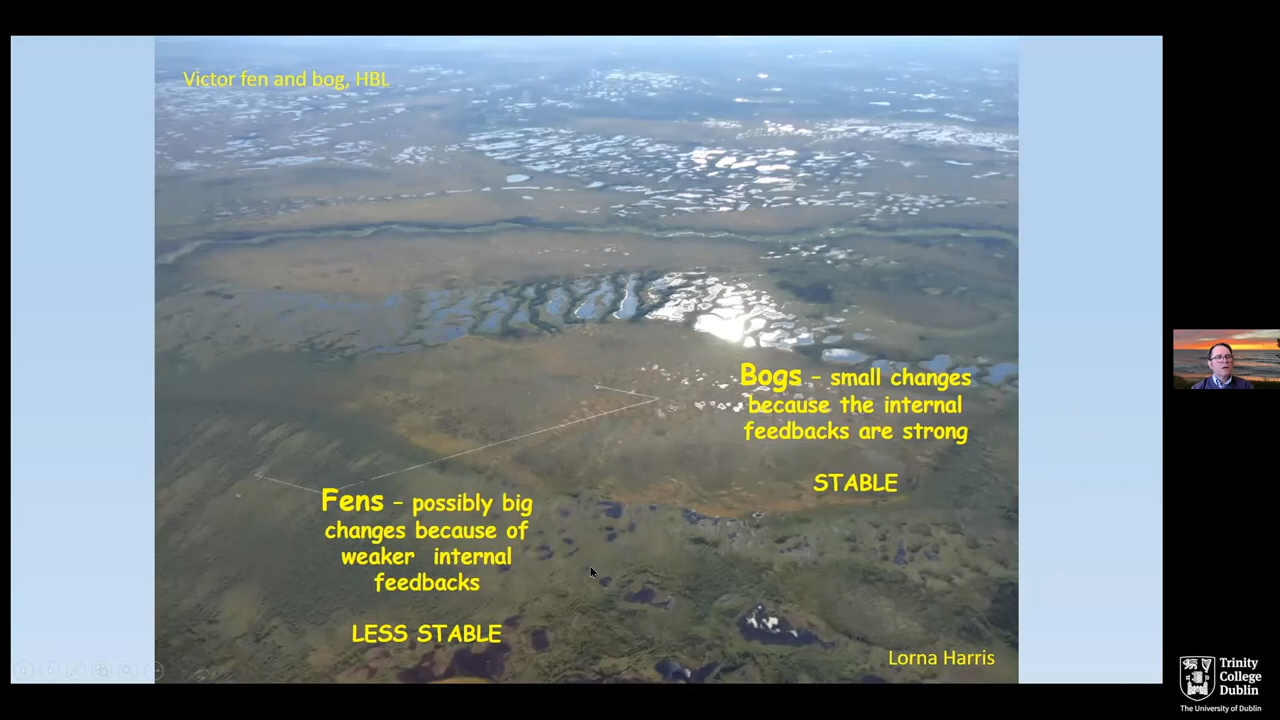 Victor fen and bog, HBL
Bogs – small changes
because the internal
feedbacks are strong
STABLE
Fens – possibly big
changes because of
weaker internal
feedbacks
LESS STABLE
Lorna Harris
Trinity
College
Dublin
The University of Dublin